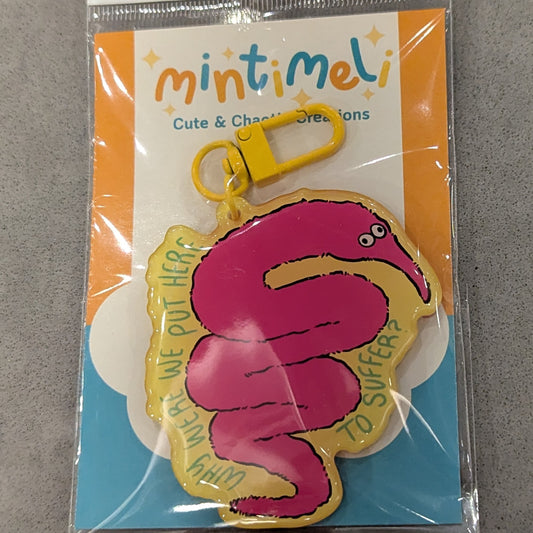 mintimeli
Cute & Chaotic Creations
WHY WERE WE PUT HERE
TO SUFFER?